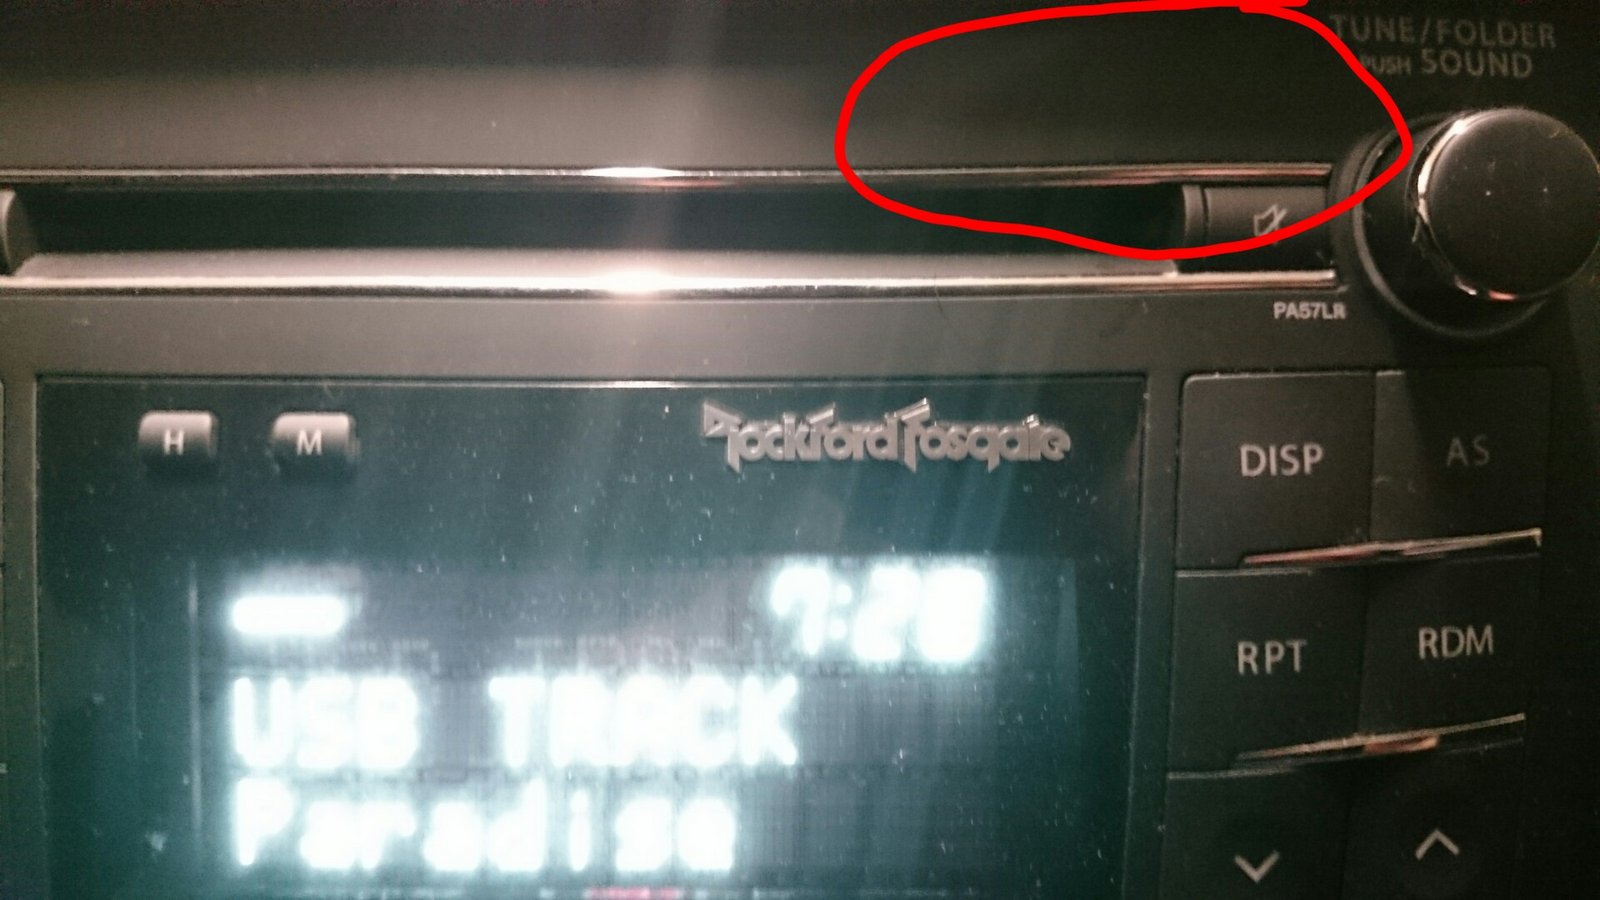 TUNE/FOLDER
PUSH SOUND
PA57LR
H
M
Rockford Fosgate
DISP
AS
7:28
RPT
RDM
USB TRACK
Paradise